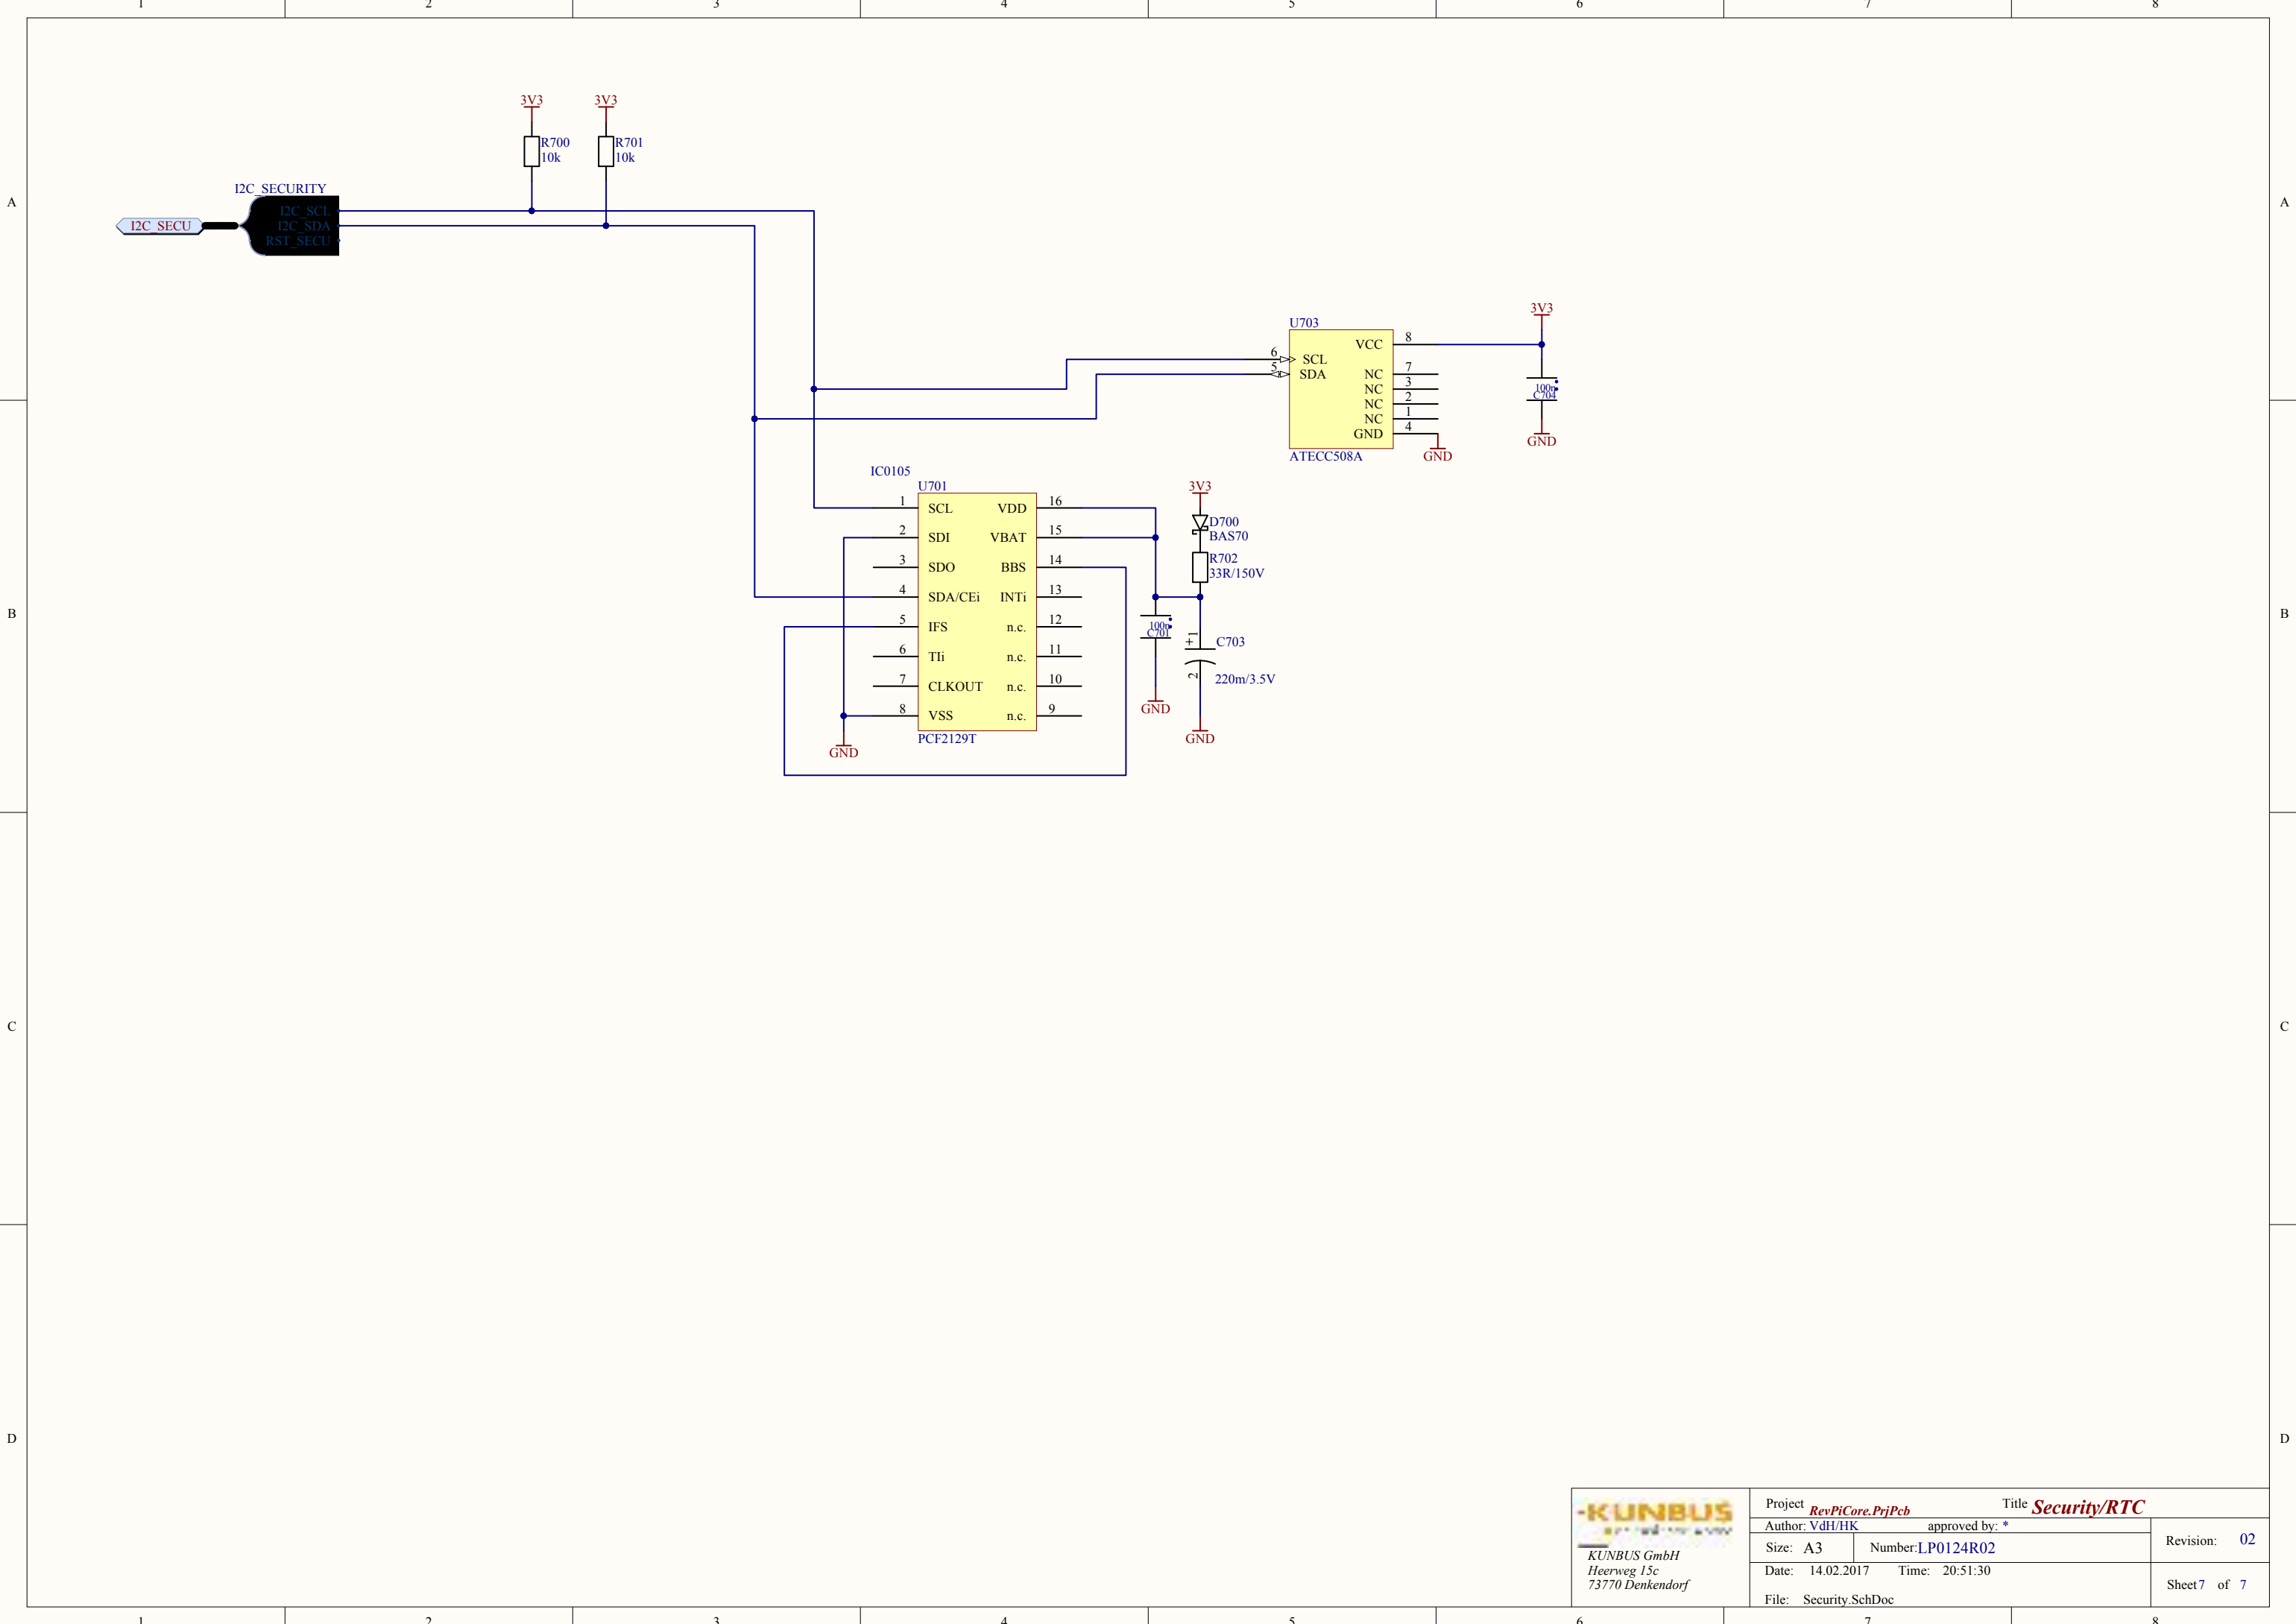 1 2 3 4 5 6 7 8
3V3 3V3
R700 R701
10k 10k
I2C_SECURITY
I2C_SCL
I2C_SECU I2C_SDA
RST_SECU
A A
3V3
U703
VCC 8
6 SCL
5 SDA NC 7
NC 3
NC 2
NC 1
GND 4
100n
C704
GND
ATECC508A GND
IC0105
U701 3V3
1 SCL VDD 16
D700
BAS70
2 SDI VBAT 15
R702
33R/150V
3 SDO BBS 14
4 SDA/CEi INTi 13
B B
5 IFS n.c. 12
100n
C701
+ 1 C703
6 TIi n.c. 11
2 220m/3.5V
7 CLKOUT n.c. 10
8 VSS n.c. 9
GND
GND PCF2129T GND
C C
D D
KUNBUS
KUNBUS GmbH
Heerweg 15c
73770 Denkendorf
Project RevPiCore.PrjPcb Title Security/RTC
Author: VdH/HK approved by: *
Revision: 02
Size: A3 Number:LP0124R02
Date: 14.02.2017 Time: 20:51:30
Sheet7 of 7
File: Security.SchDoc
1 2 3 4 5 6 7 8